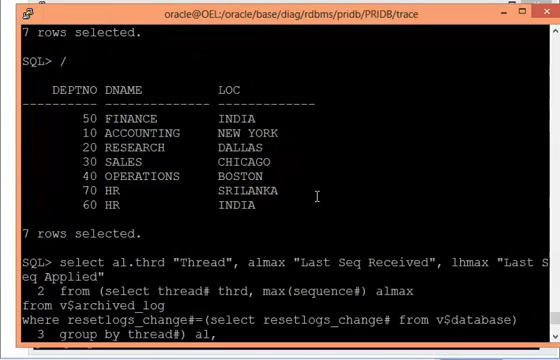 oracle@OEL:/oracle/base/diag/rdbms/pridb/PRIDB/trace
7 rows selected.
SQL> /
DEPTNO DNAME LOC
---------- -------------- -------------
50 FINANCE INDIA
10 ACCOUNTING NEW YORK
20 RESEARCH DALLAS
30 SALES CHICAGO
40 OPERATIONS BOSTON
70 HR SRILANKA
60 HR INDIA
7 rows selected.
SQL> select al.thrd "Thread", almax "Last Seq Received", lhmax "Last S
eq Applied"
2 from (select thread# thrd, max(sequence#) almax
from v$archived_log
where resetlogs_change#=(select resetlogs_change# from v$database)
3 group by thread#) al,